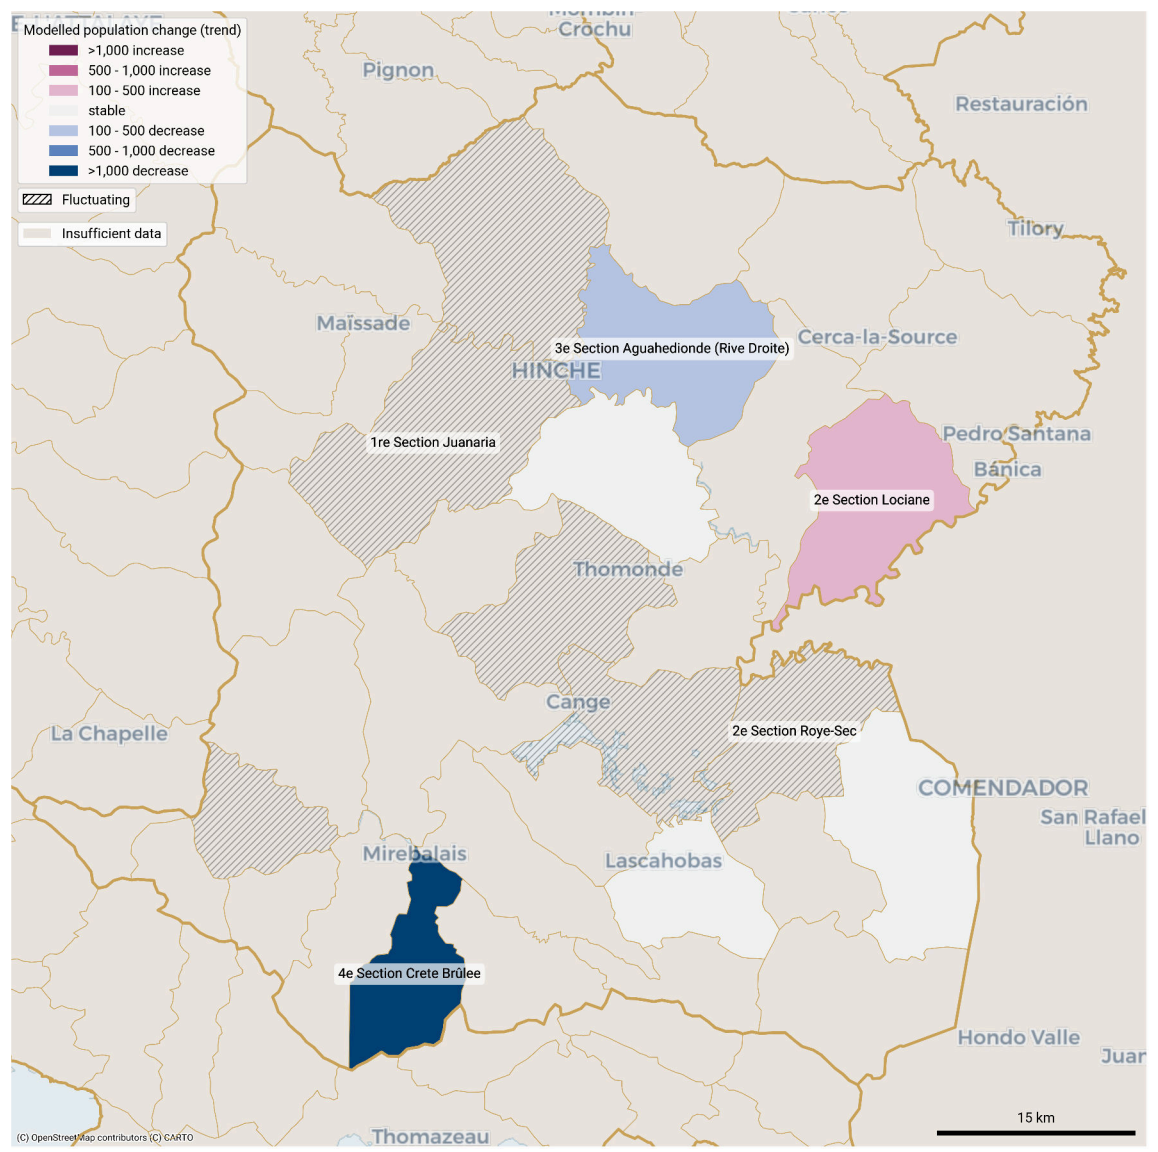 Modelled population change (trend)
>1,000 increase
500 - 1,000 increase
100 - 500 increase
stable
100 - 500 decrease
500 - 1,000 decrease
>1,000 decrease
Fluctuating
Insufficient data
Crochu
Pignon
Restauración
Tilory
Maïssade
Cerca-la-Source
3e Section Aguahedionde (Rive Droite)
HINCHE
Pedro Santana
1re Section Juanaria
Bánica
2e Section Lociane
Thomonde
Cange
La Chapelle
2e Section Roye-Sec
COMENDADOR
San Rafael
Llano
Mirebalais
Lascahobas
4e Section Crete Brûlee
Hondo Valle
Juan
15 km
Thomazeau
(C) OpenStreetMap contributors (C) CARTO